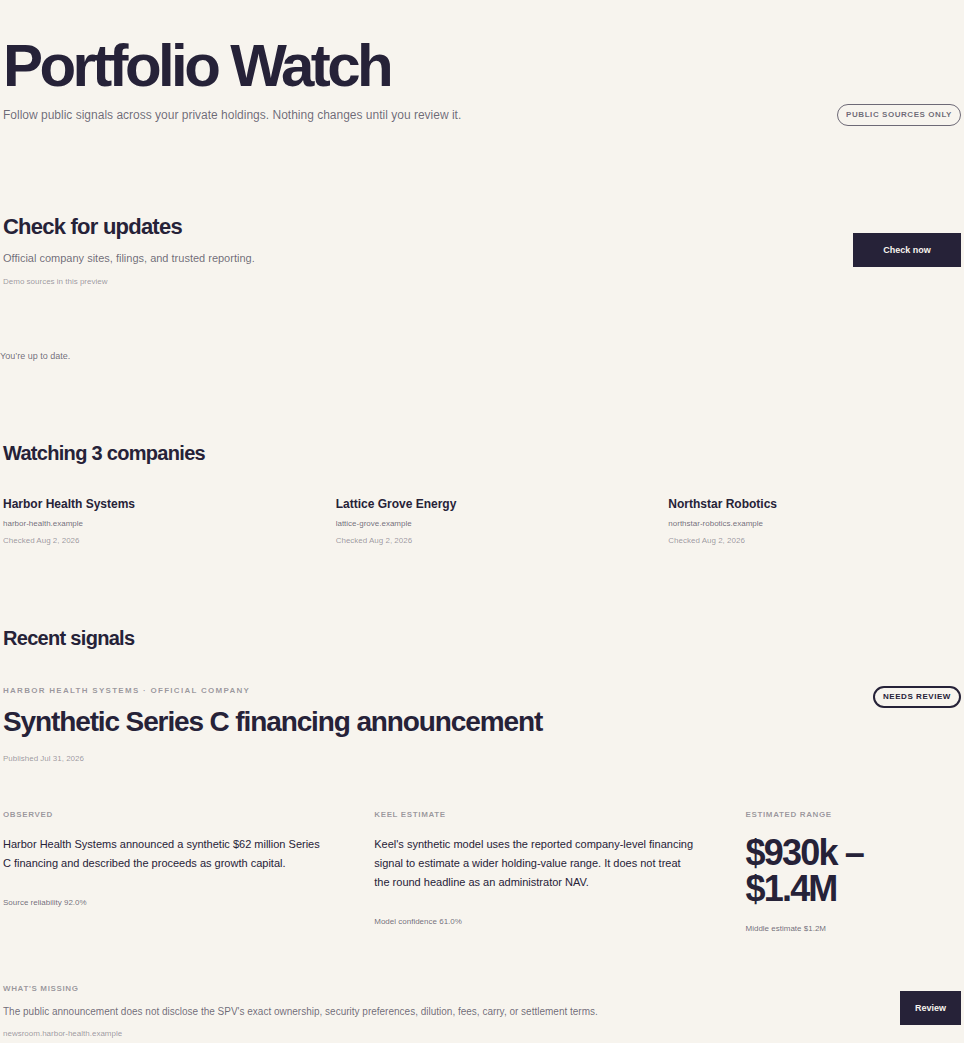 Portfolio Watch
Follow public signals across your private holdings. Nothing changes until you review it.
PUBLIC SOURCES ONLY
Check for updates
Official company sites, filings, and trusted reporting.
Demo sources in this preview
Check now
You're up to date.
Watching 3 companies
Harbor Health Systems
harbor-health.example
Checked Aug 2, 2026
Lattice Grove Energy
lattice-grove.example
Checked Aug 2, 2026
Northstar Robotics
northstar-robotics.example
Checked Aug 2, 2026
Recent signals
HARBOR HEALTH SYSTEMS · OFFICIAL COMPANY
NEEDS REVIEW
Synthetic Series C financing announcement
Published Jul 31, 2026
OBSERVED
Harbor Health Systems announced a synthetic $62 million Series
C financing and described the proceeds as growth capital.
Source reliability 92.0%
KEEL ESTIMATE
Keel's synthetic model uses the reported company-level financing
signal to estimate a wider holding-value range. It does not treat
the round headline as an administrator NAV.
Model confidence 61.0%
ESTIMATED RANGE
$930k –
$1.4M
Middle estimate $1.2M
WHAT'S MISSING
The public announcement does not disclose the SPV's exact ownership, security preferences, dilution, fees, carry, or settlement terms.
newsroom.harbor-health.example
Review